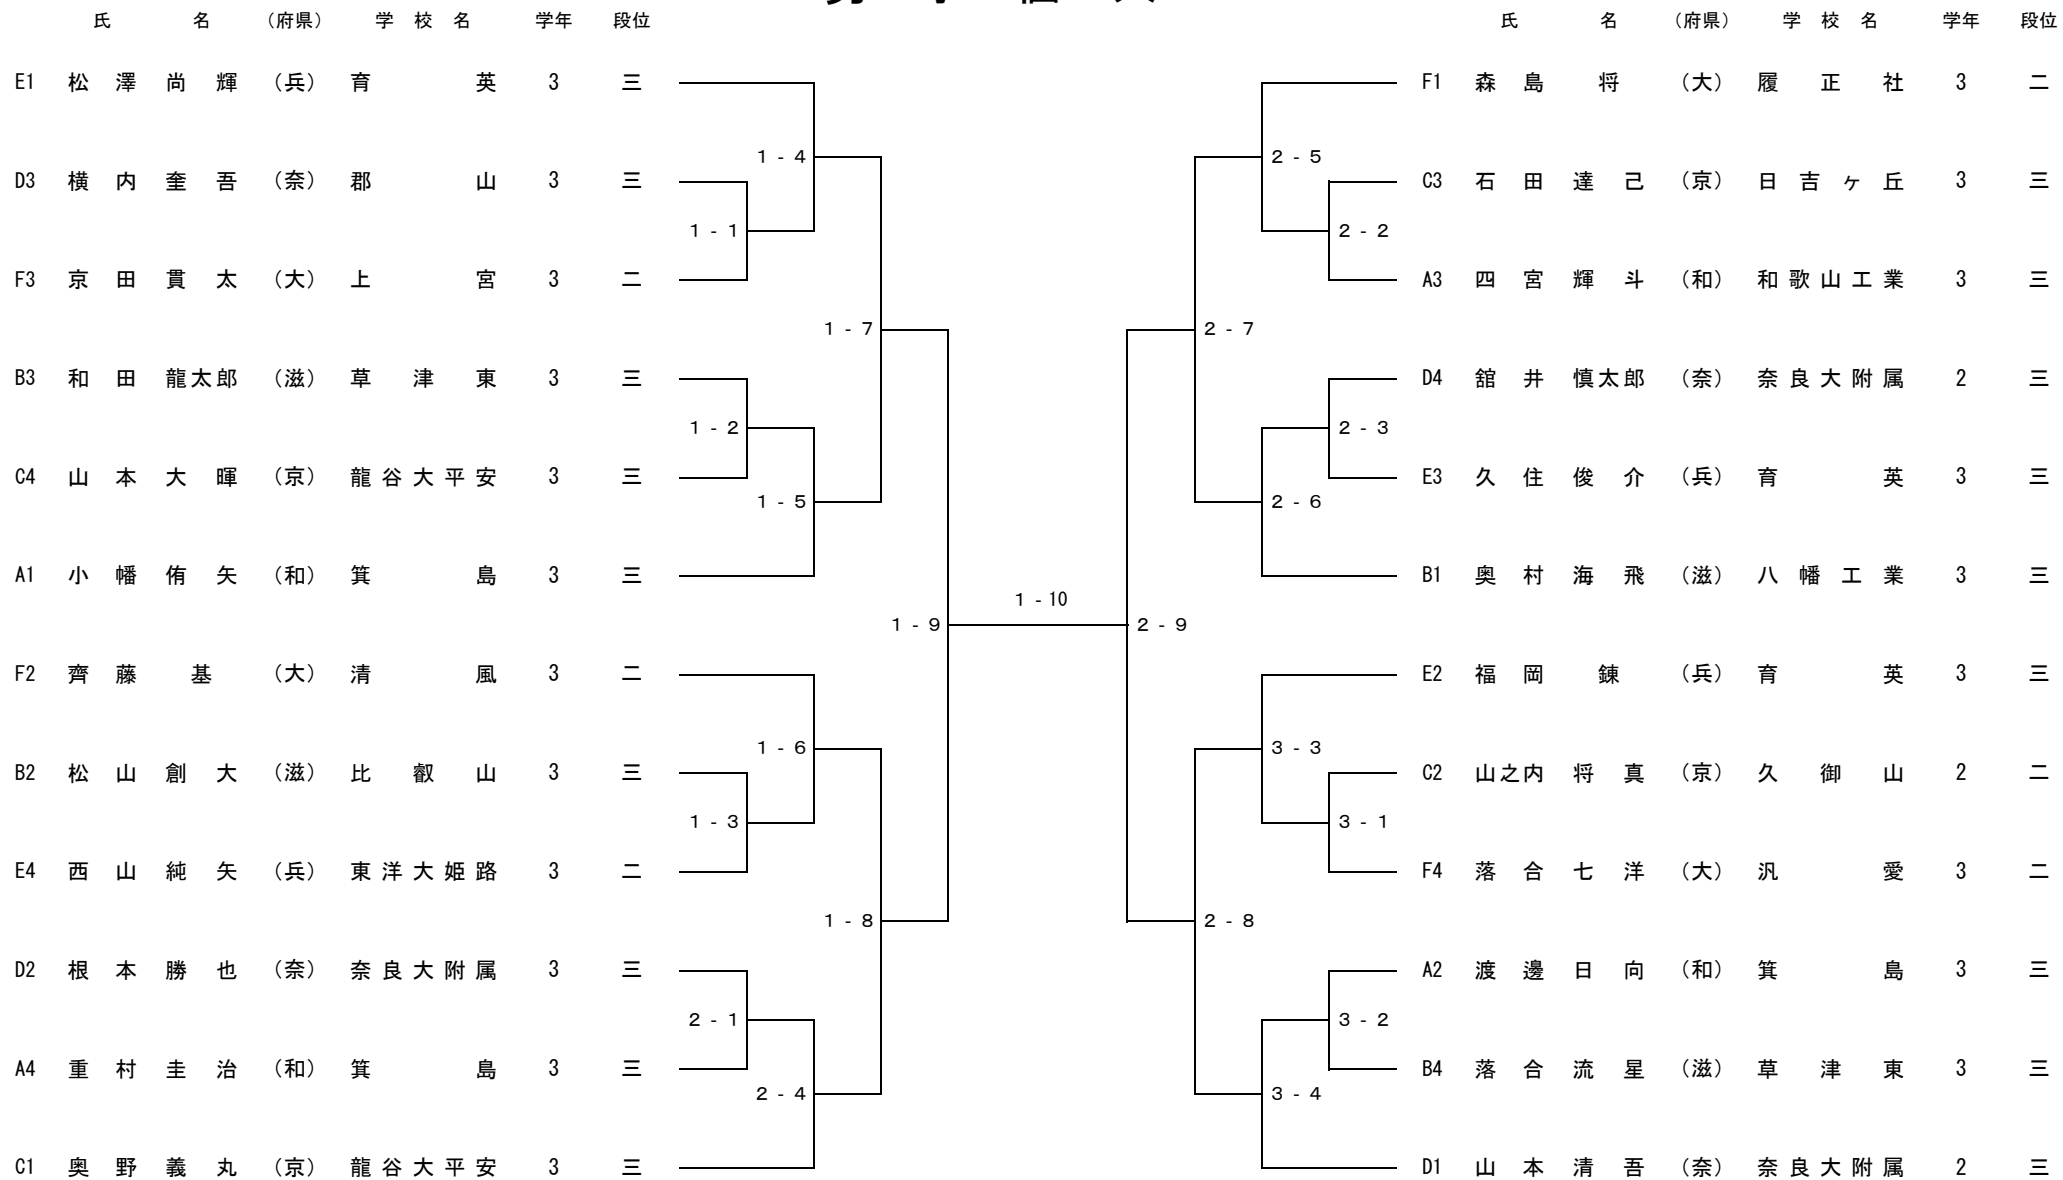 氏 名 （府県） 学校名 学年 段位
E1 松澤尚輝 （兵） 育英 3 三
1 - 4
D3 横内奎吾 （奈） 郡山 3 三
1 - 1
F3 京田貫太 （大） 上宮 3 二
1 - 7
B3 和田龍太郎 （滋） 草津東 3 三
1 - 2
C4 山本大暉 （京） 龍谷大平安 3 三
1 - 5
A1 小幡侑矢 （和） 箕島 3 三
1 - 9
F2 齊藤基 （大） 清風 3 二
1 - 6
B2 松山創大 （滋） 比叡山 3 三
1 - 3
E4 西山純矢 （兵） 東洋大姫路 3 二
1 - 8
D2 根本勝也 （奈） 奈良大附属 3 三
2 - 1
A4 重村圭治 （和） 箕島 3 三
2 - 4
C1 奥野義丸 （京） 龍谷大平安 3 三
1 - 10
氏 名 （府県） 学校名 学年 段位
F1 森島将 （大） 履正社 3 二
2 - 5
C3 石田達己 （京） 日吉ヶ丘 3 三
2 - 2
A3 四宮輝斗 （和） 和歌山工業 3 三
2 - 7
D4 舘井慎太郎 （奈） 奈良大附属 2 三
2 - 3
E3 久住俊介 （兵） 育英 3 三
2 - 6
B1 奥村海飛 （滋） 八幡工業 3 三
2 - 9
E2 福岡錬 （兵） 育英 3 三
3 - 3
C2 山之内将真 （京） 久御山 2 二
3 - 1
F4 落合七洋 （大） 汎愛 3 二
2 - 8
A2 渡邊日向 （和） 箕島 3 三
3 - 2
B4 落合流星 （滋） 草津東 3 三
3 - 4
D1 山本清吾 （奈） 奈良大附属 2 三